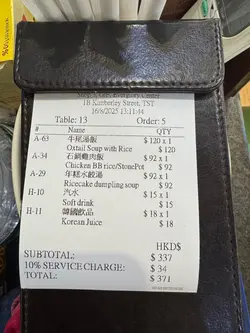 1B Kimberley Street, TST
16/8/2025 13:11:44
Table: 13 Order: 5
# Name QTY
A-63 牛尾湯飯 $ 120 x 1
Oxtail Soup with Rice $ 120
A-34 石鍋雞肉飯 $ 92 x 1
Chicken BB rice/StonePot $ 92
A-29 年糕水餃湯 $ 92 x 1
Ricecake dumpling soup $ 92
H-10 汽水 $ 15 x 1
Soft drink $ 15
H-11 韓國飲品 $ 18 x 1
Korean Juice $ 18
HKD$
SUBTOTAL: $ 337
10% SERVICE CHARGE: $ 34
TOTAL: $ 371